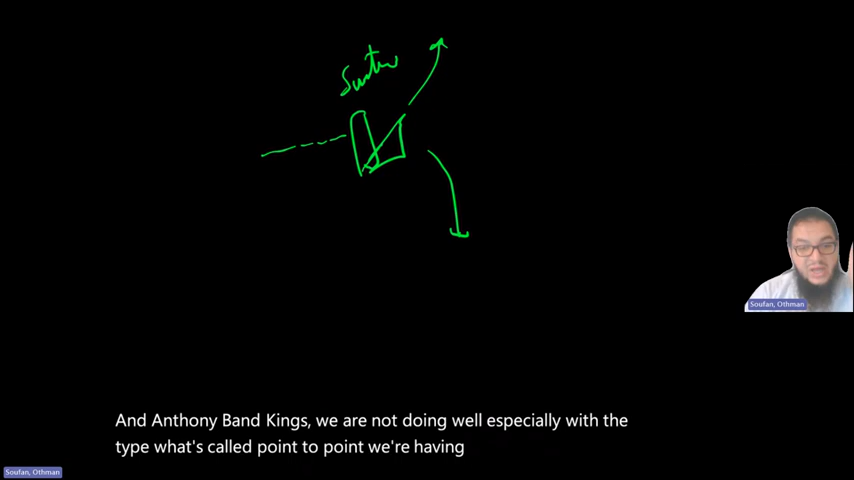 Soufan, Othman
And Anthony Band Kings, we are not doing well especially with the
type what's called point to point we're having
Soufan, Othman